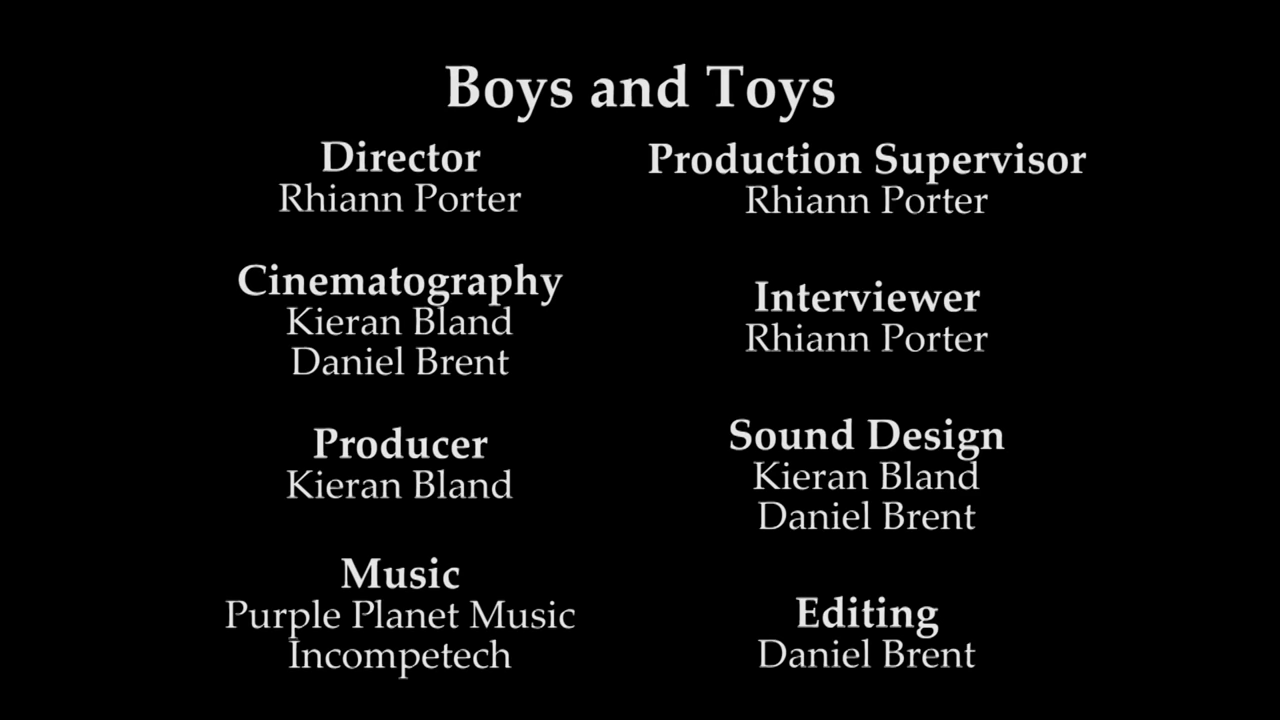 Boys and Toys
Director
Rhiann Porter
Cinematography
Kieran Bland
Daniel Brent
Producer
Kieran Bland
Music
Purple Planet Music
Incompetech
Production Supervisor
Rhiann Porter
Interviewer
Rhiann Porter
Sound Design
Kieran Bland
Daniel Brent
Editing
Daniel Brent